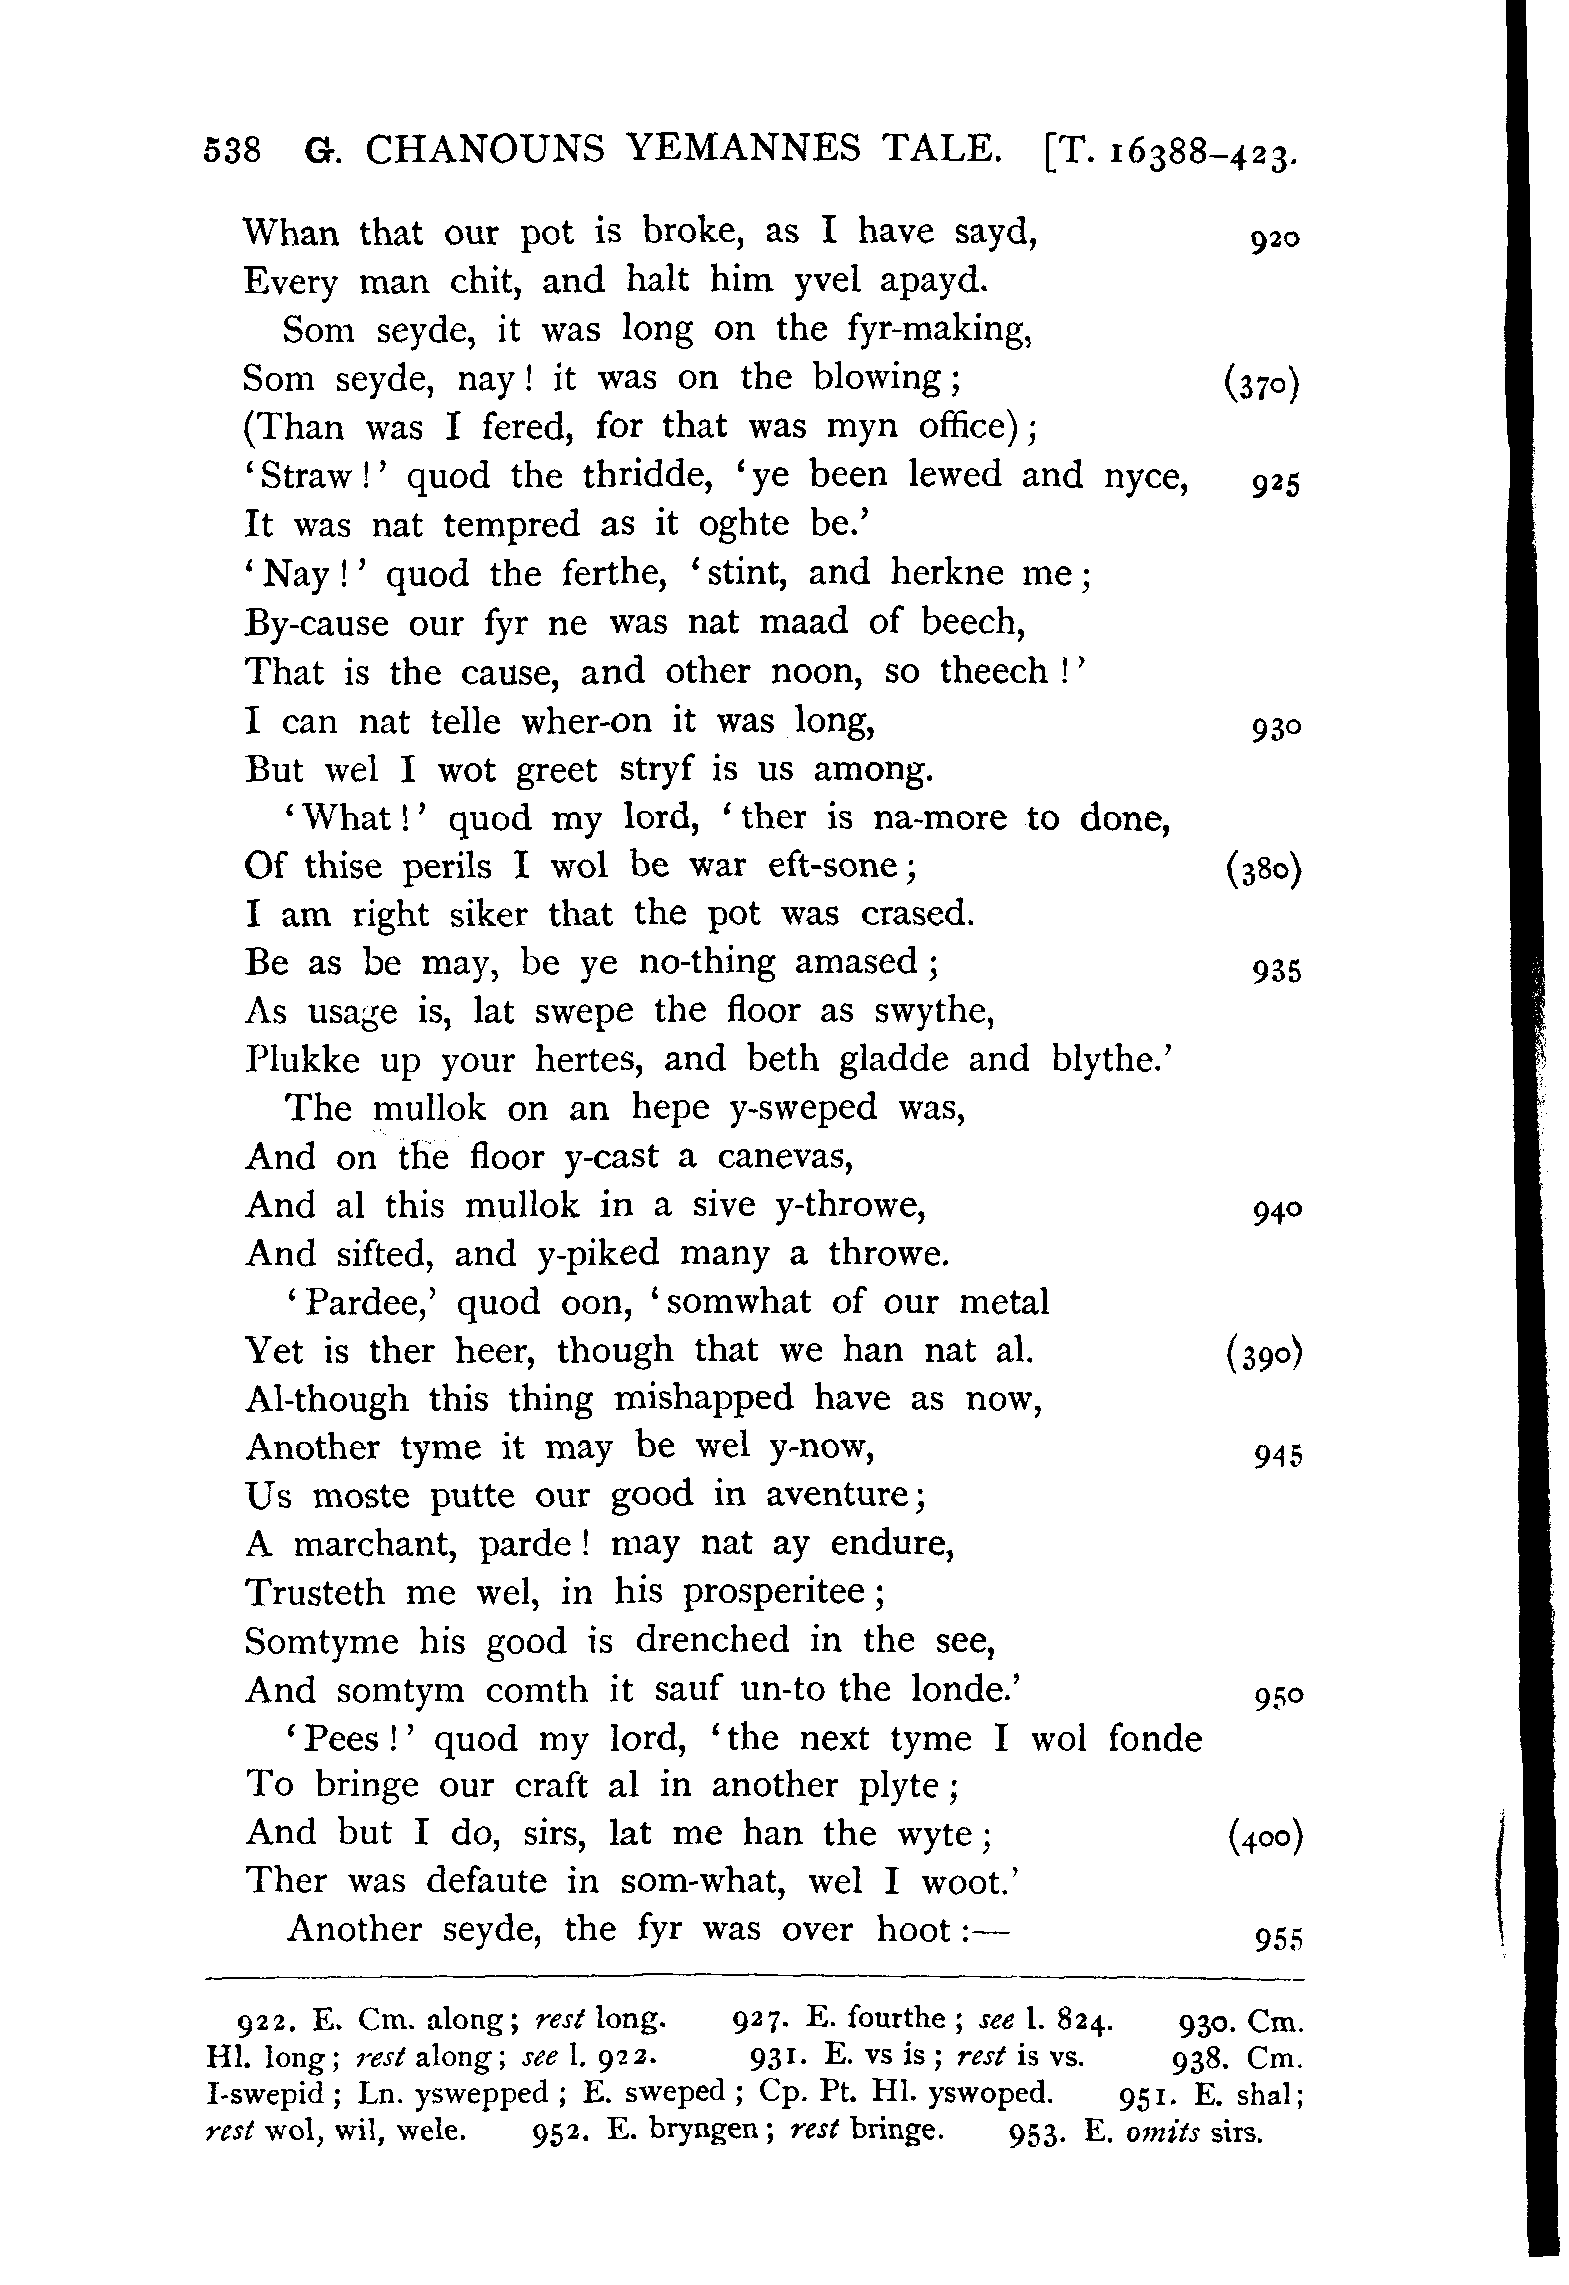 538 G. CHANOUNS YEMANNES TALE. [T. 16388–423.
Whan that our pot is broke, as I have sayd, 920
Every man chit, and halt him yvel apayd.
Som seyde, it was long on the fyr-making,
Som seyde, nay! it was on the blowing; (370)
(Than was I fered, for that was myn office);
‘Straw!’ quod the thridde, ‘ye been lewed and nyce, 925
It was nat tempred as it oghte be.’
‘Nay!’ quod the ferthe, ‘stint, and herkne me;
By-cause our fyr ne was nat maad of beech,
That is the cause, and other noon, so theech!’
I can nat telle wher-on it was long, 930
But wel I wot greet stryf is us among.
‘What!’ quod my lord, ‘ther is na-more to done,
Of thise perils I wol be war eft-sone; (380)
I am right siker that the pot was crased.
Be as be may, be ye no-thing amased; 935
As usage is, lat swepe the floor as swythe,
Plukke up your hertes, and beth gladde and blythe.’
The mullok on an hepe y-sweped was,
And on the floor y-cast a canevas,
And al this mullok in a sive y-throwe, 940
And sifted, and y-piked many a throwe.
‘Pardee,’ quod oon, ‘somwhat of our metal
Yet is ther heer, though that we han nat al. (390)
Al-though this thing mishapped have as now,
Another tyme it may be wel y-now, 945
Us moste putte our good in aventure;
A marchant, parde! may nat ay endure,
Trusteth me wel, in his prosperitee;
Somtyme his good is drenched in the see,
And somtym comth it sauf un-to the londe.’ 950
‘Pees!’ quod my lord, ‘the next tyme I wol fonde
To bringe our craft al in another plyte;
And but I do, sirs, lat me han the wyte; (400)
Ther was defaute in som-what, wel I woot.’
Another seyde, the fyr was over hoot:— 955
922. E. Cm. along; rest long. 927. E. fourthe; see l. 824. 930. Cm.
Hl. long; rest along; see l. 922. 931. E. vs is; rest is vs. 938. Cm.
I-swepid; Ln. yswepped; E. sweped; Cp. Pt. Hl. yswoped. 951. E. shal;
rest wol, wil, wele. 952. E. bryngen; rest bringe. 953. E. omits sirs.